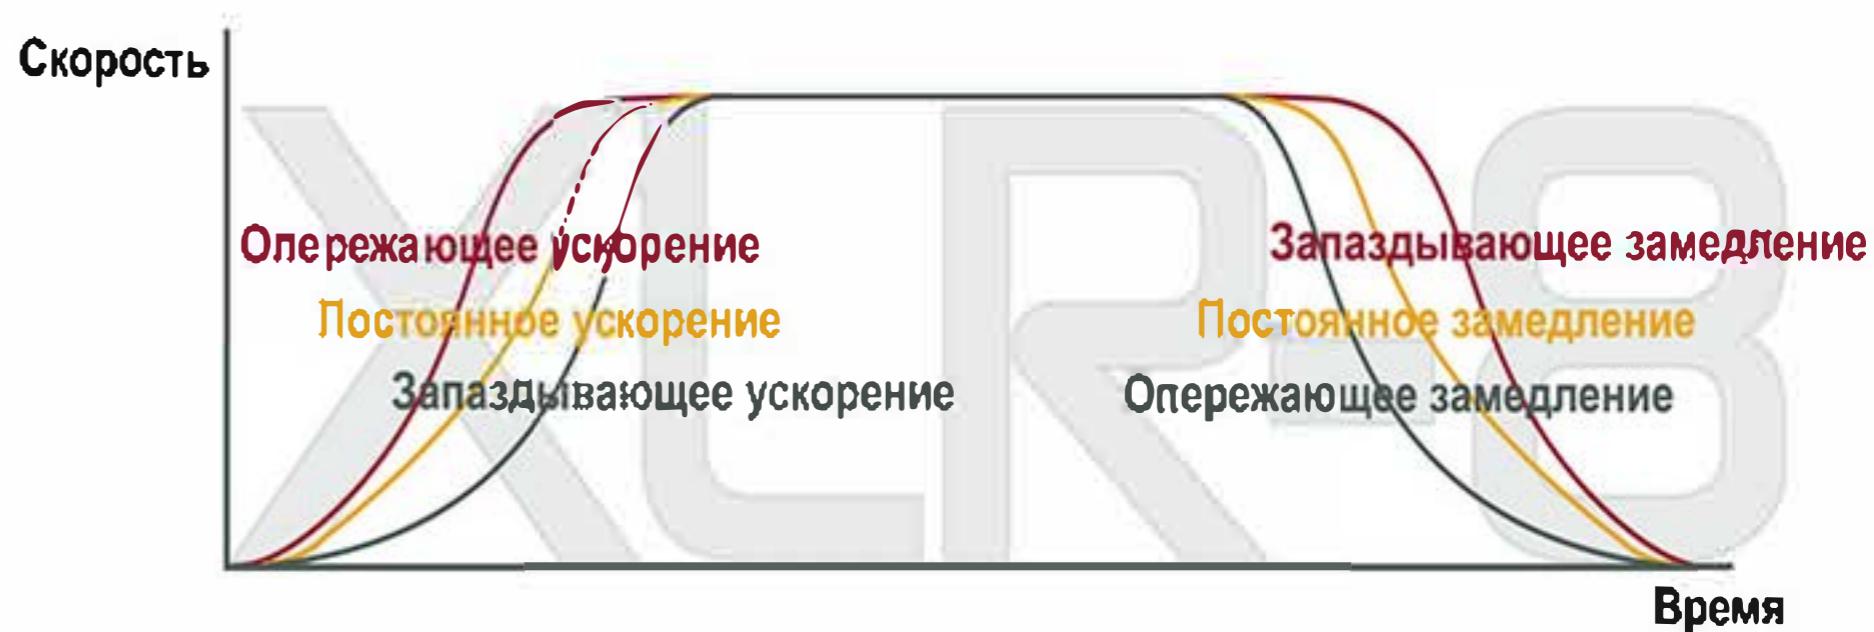 Скорость
XLR-8
Опережающее ускорение
Запаздывающее замедление
Постоянное ускорение
Постоянное замедление
Запаздывающее ускорение
Опережающее замедление
Время